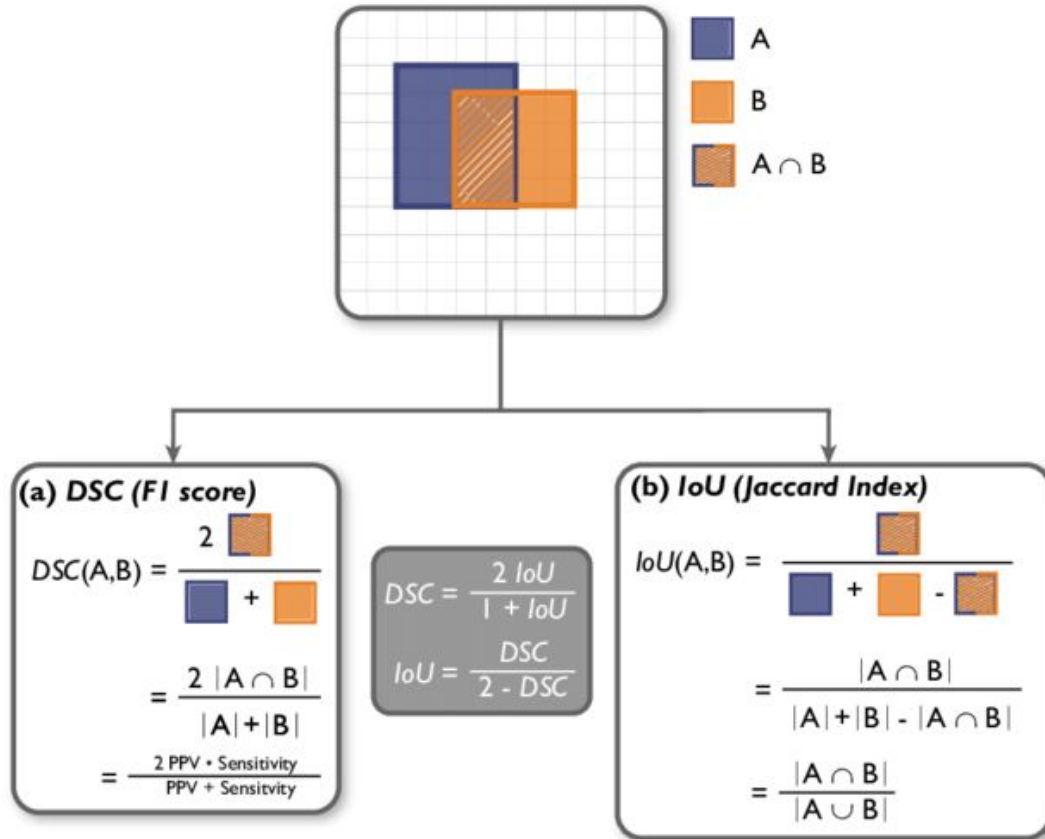 A
B
A ∩ B
(a) DSC (F1 score)
DSC(A,B) = 2 / +
= 2 |A ∩ B| / |A|+|B|
= 2 PPV • Sensitivity / PPV + Sensitvity
DSC = 2 IoU / 1 + IoU
IoU = DSC / 2 - DSC
(b) IoU (Jaccard Index)
IoU(A,B) = / + -
= |A ∩ B| / |A|+|B| - |A ∩ B|
= |A ∩ B| / |A ∪ B|